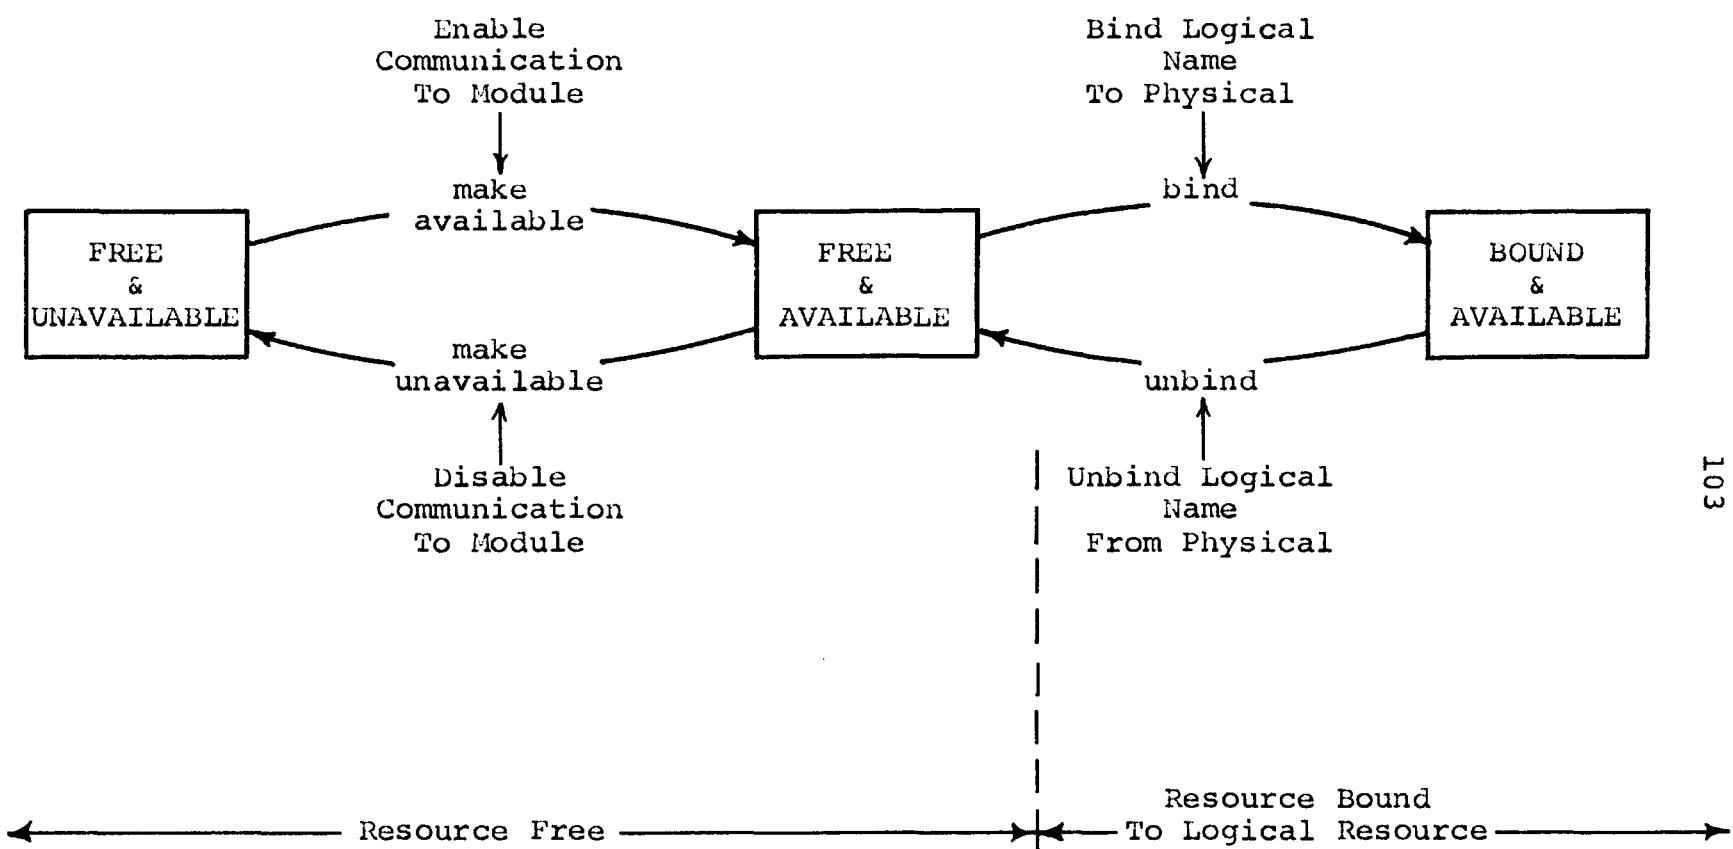 Enable
Communication
To Module
Bind Logical
Name
To Physical
make
available
bind
FREE
&
UNAVAILABLE
FREE
&
AVAILABLE
BOUND
&
AVAILABLE
make
unavailable
unbind
Disable
Communication
To Module
Unbind Logical
Name
From Physical
103
Resource Free
Resource Bound
To Logical Resource